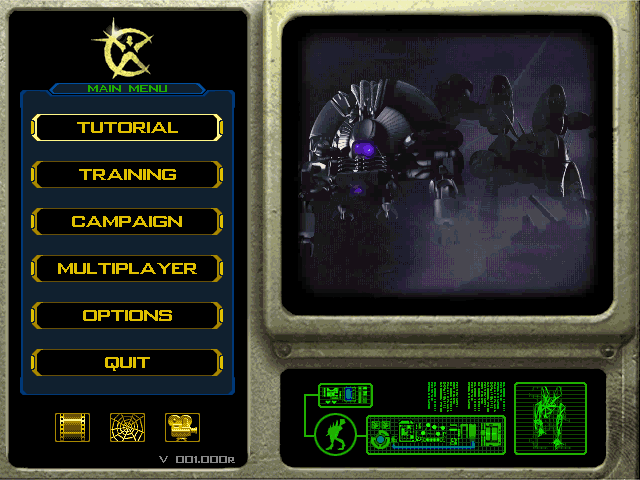 MAIN MENU
TUTORIAL
TRAINING
CAMPAIGN
MULTIPLAYER
OPTIONS
QUIT
V 001.000R